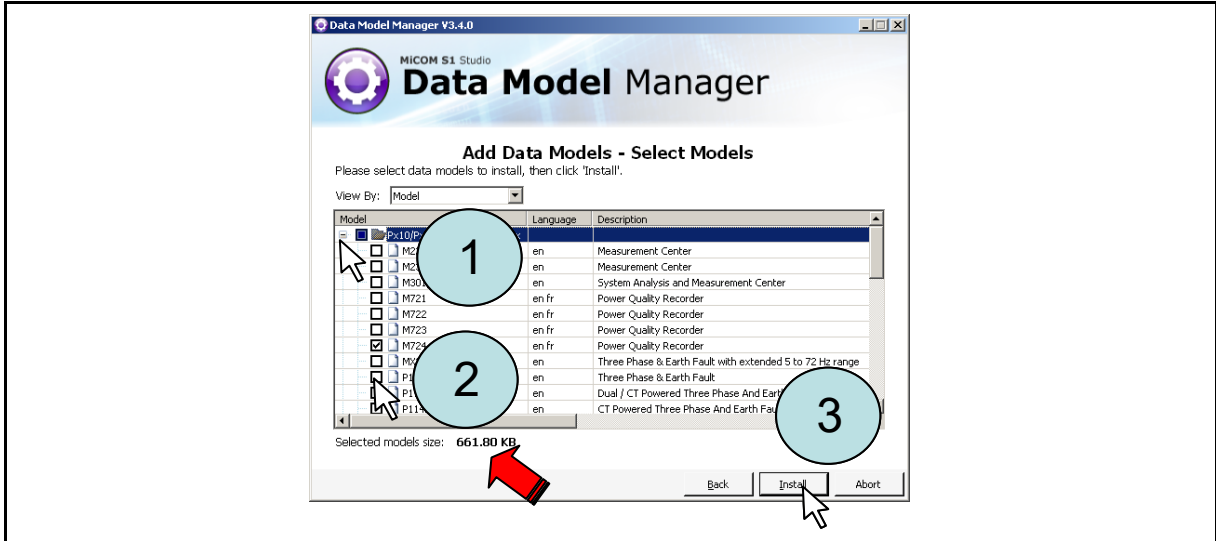 Data Model Manager V3.4.0
MiCOM S1 Studio
Data Model Manager
Add Data Models - Select Models
Please select data models to install, then click 'Install'.
View By: Model
Model Language Description
Px10/P
1
en Measurement Center
en Measurement Center
M301 en System Analysis and Measurement Center
M721 en fr Power Quality Recorder
M722 en fr Power Quality Recorder
M723 en fr Power Quality Recorder
M724 en fr Power Quality Recorder
en Three Phase & Earth Fault with extended 5 to 72 Hz range
en Three Phase & Earth Fault
2
en Dual / CT Powered Three Phase And
P114 en CT Powered Three Phase And Earth
3
Selected models size: 661.80 KB
Back Install Abort